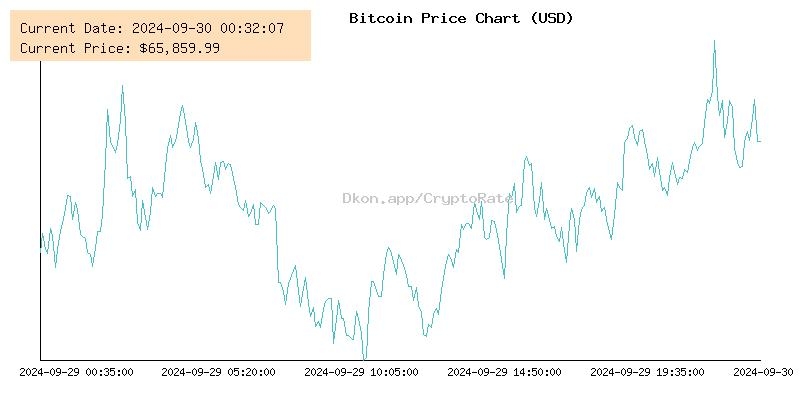 Bitcoin Price Chart (USD)
Current Date: 2024-09-30 00:32:07
Current Price: $65,859.99
Dkon.app/CryptoRate
2024-09-29 00:35:00 2024-09-29 05:20:00 2024-09-29 10:05:00 2024-09-29 14:50:00 2024-09-29 19:35:00 2024-09-30